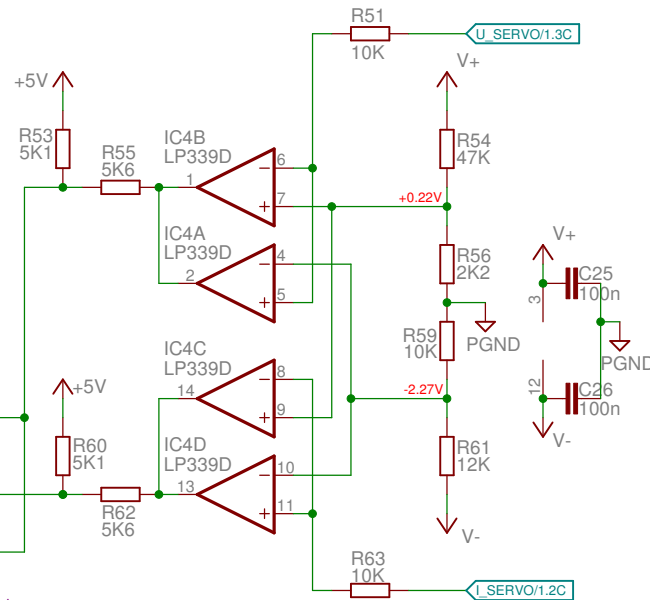 R51
10K
U_SERVO/1.3C
V+
+5V
R53
5K1
R55
5K6
IC4B
LP339D
6
1
7
R54
47K
+0.22V
IC4A
LP339D
4
2
5
R56
2K2
V+
3
C25
100n
PGND
R59
10K
PGND
IC4C
LP339D
8
14
9
-2.27V
12
C26
100n
V-
+5V
R60
5K1
IC4D
LP339D
10
13
11
R61
12K
R62
5K6
V-
R63
10K
I_SERVO/1.2C